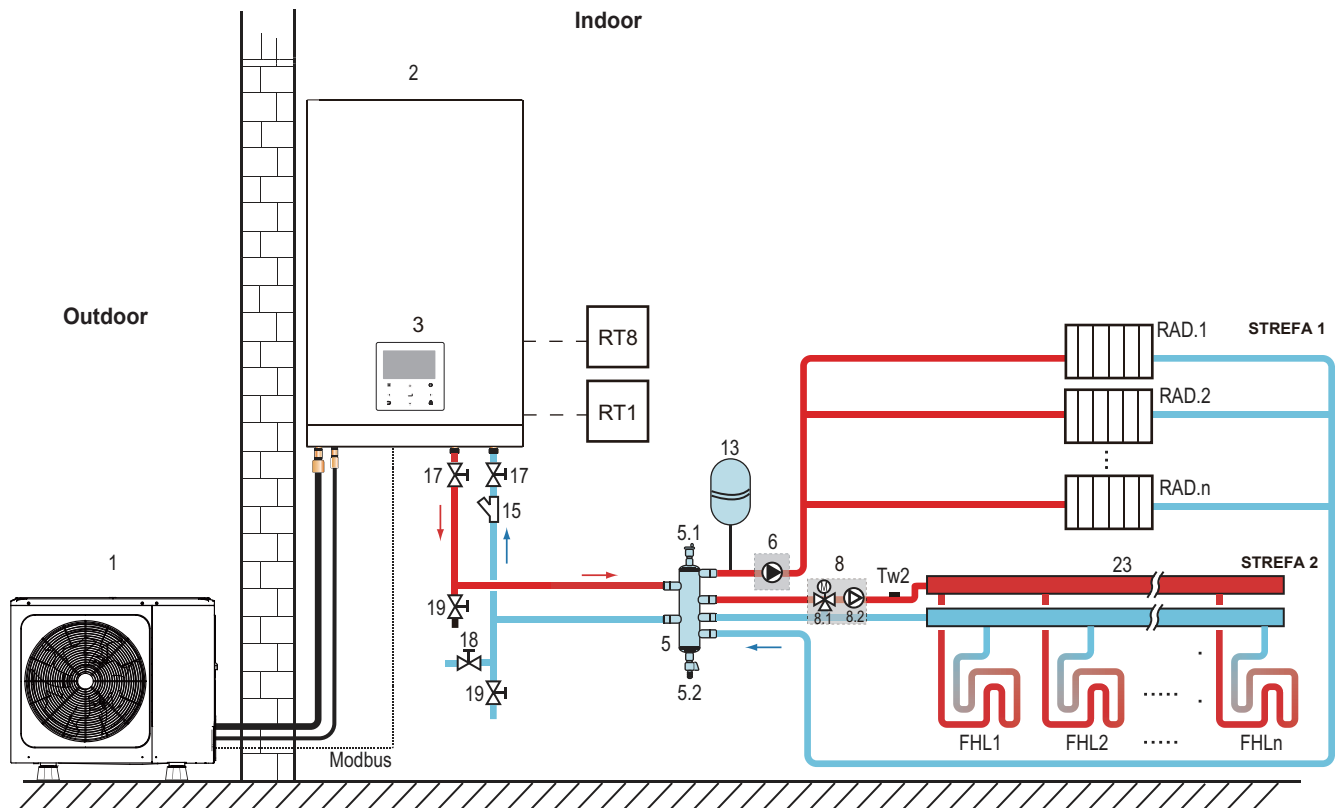 Indoor
2
Outdoor
3
RT8
RT1
RAD.1
STREFA 1
RAD.2
RAD.n
13
17
17
15
5.1
6
8
Tw2
23
STREFA 2
1
M
8.1
8.2
19
5
18
5.2
19
FHL1
FHL2
.....
FHLn
Modbus